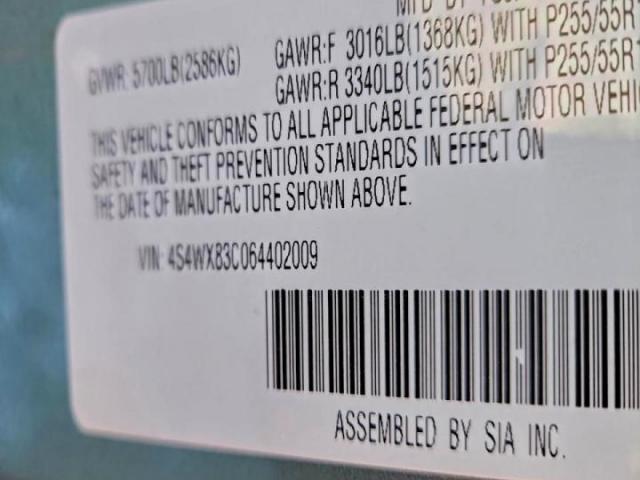 MFD BY
GVWR: 5700LB(2586KG)
GAWR:F 3016LB(1368KG) WITH P255/55R
GAWR:R 3340LB(1515KG) WITH P255/55R
THIS VEHICLE CONFORMS TO ALL APPLICABLE FEDERAL MOTOR VEHI
SAFETY AND THEFT PREVENTION STANDARDS IN EFFECT ON
THE DATE OF MANUFACTURE SHOWN ABOVE.
VIN: 4S4WX83C064402009
ASSEMBLED BY SIA INC.